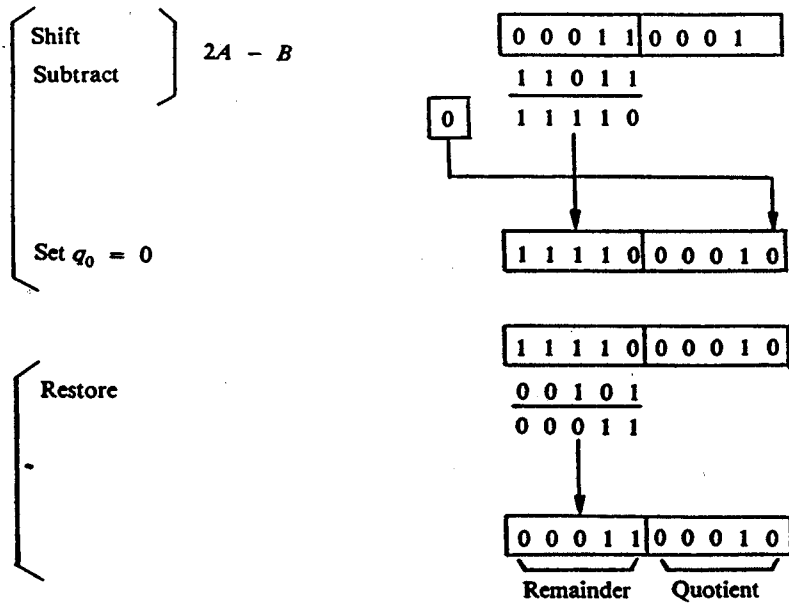 Shift
Subtract
2A − B
0 0 0 1 1 0 0 0 1
1 1 0 1 1
0
1 1 1 1 0
Set q₀ = 0
1 1 1 1 0 0 0 0 1 0
1 1 1 1 0 0 0 0 1 0
Restore
0 0 1 0 1
0 0 0 1 1
0 0 0 1 1 0 0 0 1 0
Remainder Quotient